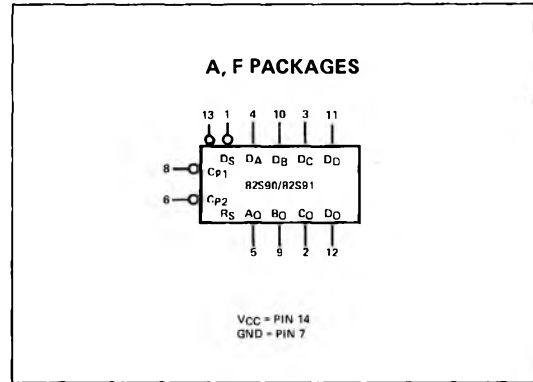 A, F PACKAGES
13 1 4 10 3 11
DS DA DB DC DD
8 CP1
82S90/82S91
6 CP2
RS AO BO CO DO
5 9 2 12
VCC = PIN 14
GND = PIN 7